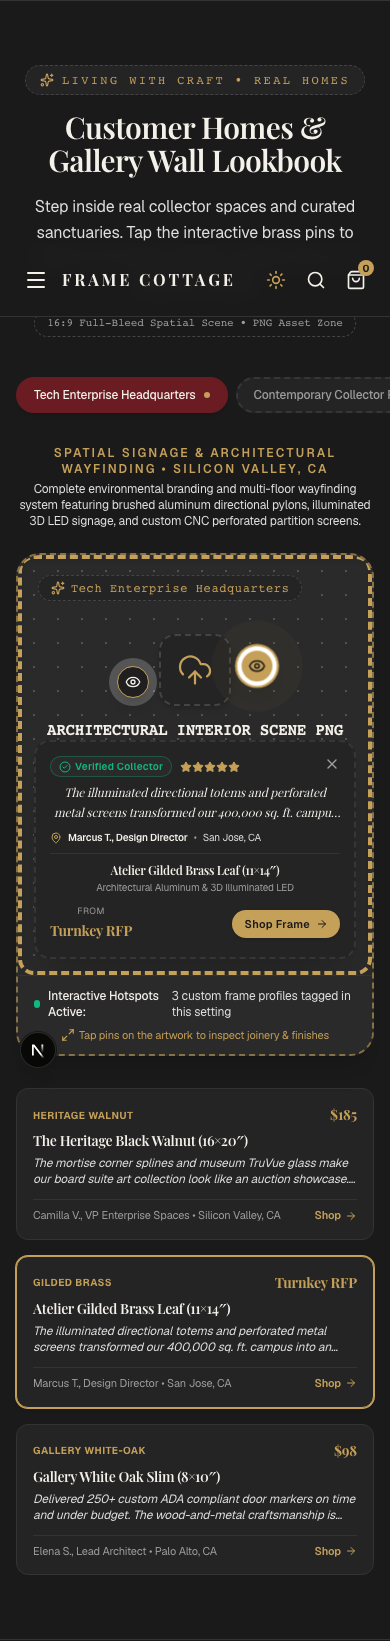 LIVING WITH CRAFT • REAL HOMES
Customer Homes &
Gallery Wall Lookbook
Step inside real collector spaces and curated
sanctuaries. Tap the interactive brass pins to
FRAME COTTAGE
0
16:9 Full-Bleed Spatial Scene • PNG Asset Zone
Tech Enterprise Headquarters
Contemporary Collector
SPATIAL SIGNAGE & ARCHITECTURAL
WAYFINDING • SILICON VALLEY, CA
Complete environmental branding and multi-floor wayfinding
system featuring brushed aluminum directional pylons, illuminated
3D LED signage, and custom CNC perforated partition screens.
Tech Enterprise Headquarters
ARCHITECTURAL INTERIOR SCENE PNG
Verified Collector
The illuminated directional totems and perforated
metal screens transformed our 400,000 sq. ft. campu...
Marcus T., Design Director • San Jose, CA
Atelier Gilded Brass Leaf (11×14″)
Architectural Aluminum & 3D Illuminated LED
FROM
Turnkey RFP
Shop Frame →
Interactive Hotspots
Active:
3 custom frame profiles tagged in
this setting
N
Tap pins on the artwork to inspect joinery & finishes
HERITAGE WALNUT
$185
The Heritage Black Walnut (16×20″)
The mortise corner splines and museum TruVue glass make
our board suite art collection look like an auction showcase....
Camilla V., VP Enterprise Spaces • Silicon Valley, CA
Shop →
GILDED BRASS
Turnkey RFP
Atelier Gilded Brass Leaf (11×14″)
The illuminated directional totems and perforated metal
screens transformed our 400,000 sq. ft. campus into an...
Marcus T., Design Director • San Jose, CA
Shop →
GALLERY WHITE-OAK
$98
Gallery White Oak Slim (8×10″)
Delivered 250+ custom ADA compliant door markers on time
and under budget. The wood-and-metal craftsmanship is...
Elena S., Lead Architect • Palo Alto, CA
Shop →